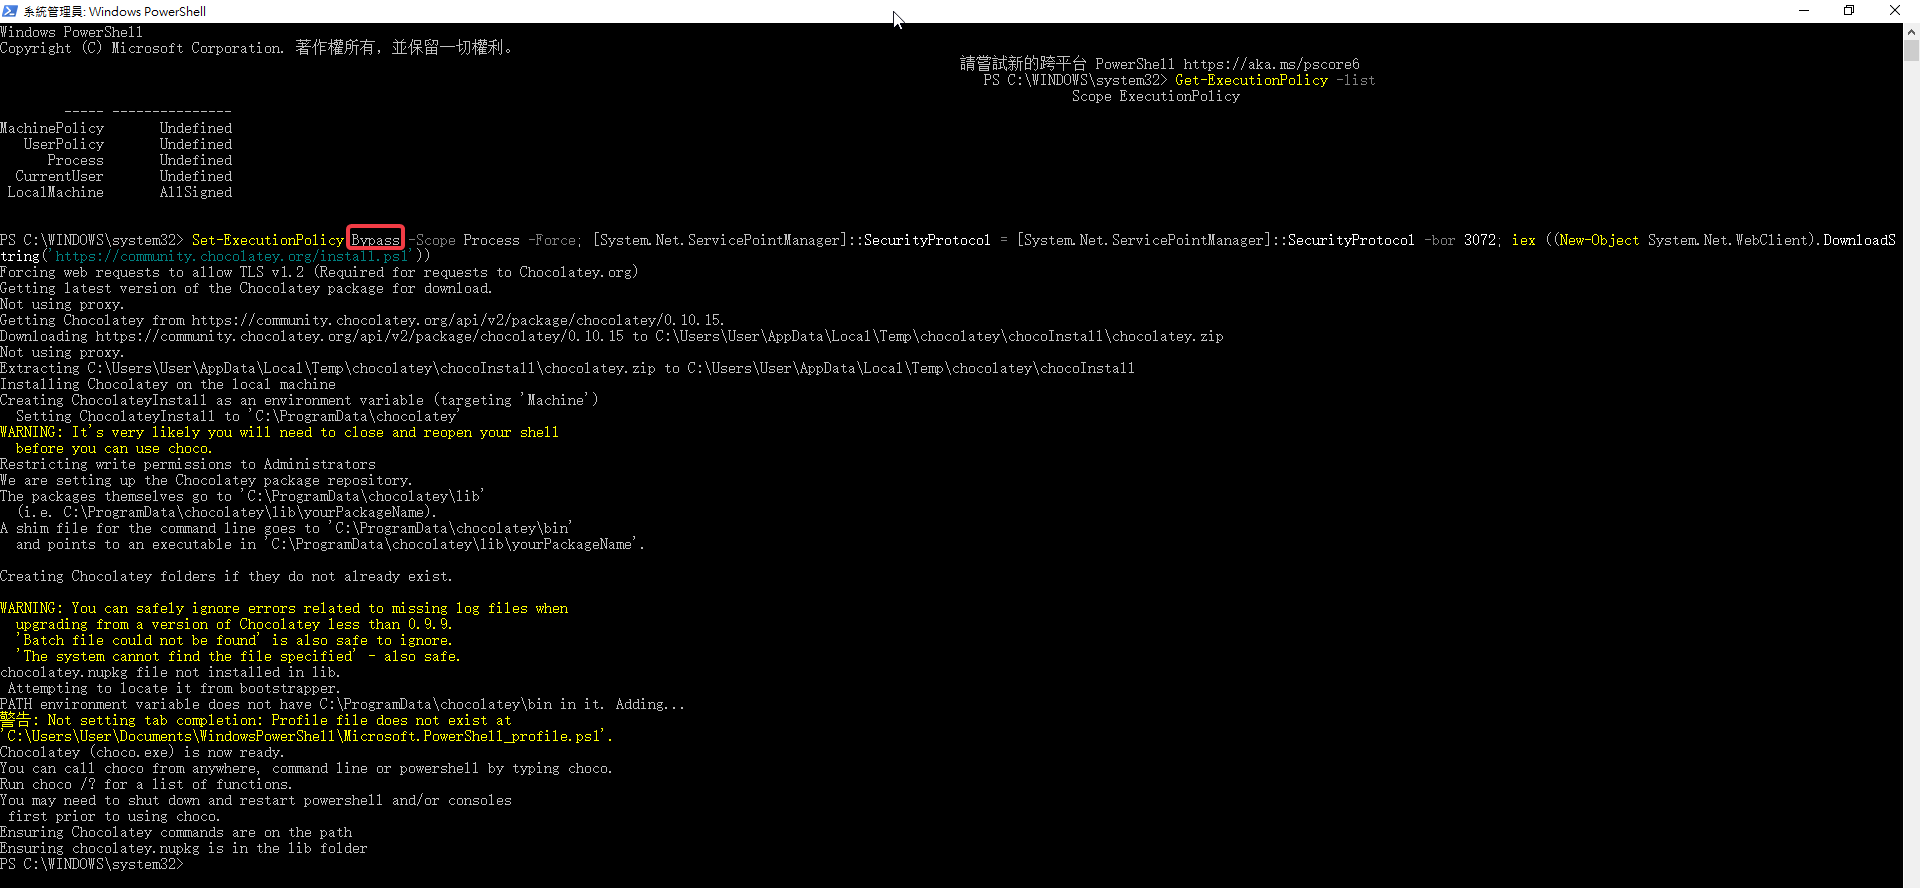 系統管理員: Windows PowerShell
Windows PowerShell
Copyright (C) Microsoft Corporation. 著作權所有，並保留一切權利。
請嘗試新的跨平台 PowerShell https://aka.ms/pscore6
PS C:\WINDOWS\system32> Get-ExecutionPolicy -list
Scope ExecutionPolicy
----- ---------------
MachinePolicy       Undefined
UserPolicy       Undefined
Process       Undefined
CurrentUser       Undefined
LocalMachine       AllSigned
PS C:\WINDOWS\system32> Set-ExecutionPolicy Bypass -Scope Process -Force; [System.Net.ServicePointManager]::SecurityProtocol = [System.Net.ServicePointManager]::SecurityProtocol -bor 3072; iex ((New-Object System.Net.WebClient).DownloadS
tring('https://community.chocolatey.org/install.ps1'))
Forcing web requests to allow TLS v1.2 (Required for requests to Chocolatey.org)
Getting latest version of the Chocolatey package for download.
Not using proxy.
Getting Chocolatey from https://community.chocolatey.org/api/v2/package/chocolatey/0.10.15.
Downloading https://community.chocolatey.org/api/v2/package/chocolatey/0.10.15 to C:\Users\User\AppData\Local\Temp\chocolatey\chocoInstall\chocolatey.zip
Not using proxy.
Extracting C:\Users\User\AppData\Local\Temp\chocolatey\chocoInstall\chocolatey.zip to C:\Users\User\AppData\Local\Temp\chocolatey\chocoInstall
Installing Chocolatey on the local machine
Creating ChocolateyInstall as an environment variable (targeting 'Machine')
  Setting ChocolateyInstall to 'C:\ProgramData\chocolatey'
WARNING: It's very likely you will need to close and reopen your shell
  before you can use choco.
Restricting write permissions to Administrators
We are setting up the Chocolatey package repository.
The packages themselves go to 'C:\ProgramData\chocolatey\lib'
  (i.e. C:\ProgramData\chocolatey\lib\yourPackageName).
A shim file for the command line goes to 'C:\ProgramData\chocolatey\bin'
  and points to an executable in 'C:\ProgramData\chocolatey\lib\yourPackageName'.
Creating Chocolatey folders if they do not already exist.
WARNING: You can safely ignore errors related to missing log files when
  upgrading from a version of Chocolatey less than 0.9.9.
  'Batch file could not be found' is also safe to ignore.
  'The system cannot find the file specified' - also safe.
chocolatey.nupkg file not installed in lib.
 Attempting to locate it from bootstrapper.
PATH environment variable does not have C:\ProgramData\chocolatey\bin in it. Adding...
警告: Not setting tab completion: Profile file does not exist at
'C:\Users\User\Documents\WindowsPowerShell\Microsoft.PowerShell_profile.ps1'.
Chocolatey (choco.exe) is now ready.
You can call choco from anywhere, command line or powershell by typing choco.
Run choco /? for a list of functions.
You may need to shut down and restart powershell and/or consoles
 first prior to using choco.
Ensuring Chocolatey commands are on the path
Ensuring chocolatey.nupkg is in the lib folder
PS C:\WINDOWS\system32>